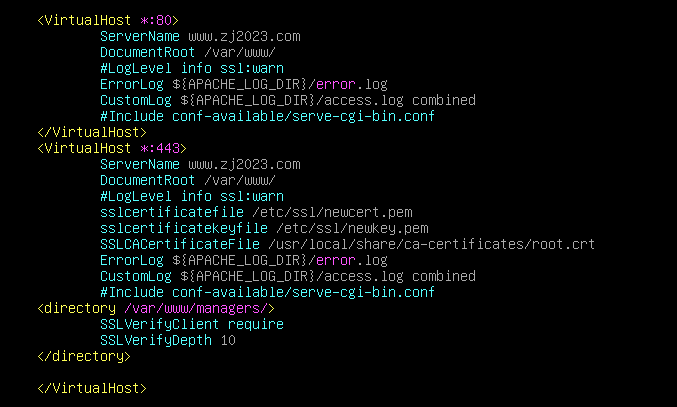 <VirtualHost *:80>
ServerName www.zj2023.com
DocumentRoot /var/www/
#LogLevel info ssl:warn
ErrorLog ${APACHE_LOG_DIR}/error.log
CustomLog ${APACHE_LOG_DIR}/access.log combined
#Include conf-available/serve-cgi-bin.conf
</VirtualHost>
<VirtualHost *:443>
ServerName www.zj2023.com
DocumentRoot /var/www/
#LogLevel info ssl:warn
sslcertificatefile /etc/ssl/newcert.pem
sslcertificatekeyfile /etc/ssl/newkey.pem
SSLCACertificateFile /usr/local/share/ca-certificates/root.crt
ErrorLog ${APACHE_LOG_DIR}/error.log
CustomLog ${APACHE_LOG_DIR}/access.log combined
#Include conf-available/serve-cgi-bin.conf
<directory /var/www/managers/>
SSLVerifyClient require
SSLVerifyDepth 10
</directory>
</VirtualHost>